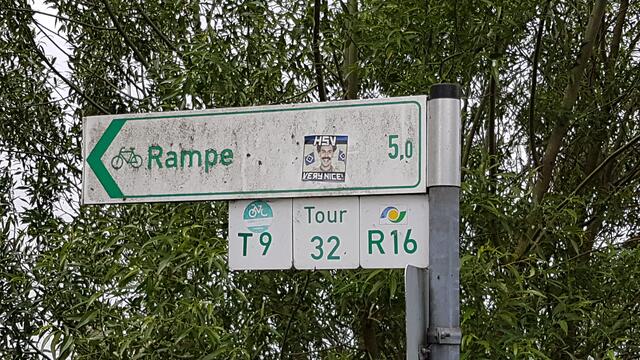 Rampe 5,0
HSV
VERY NICE!
T9 Tour 32 R16